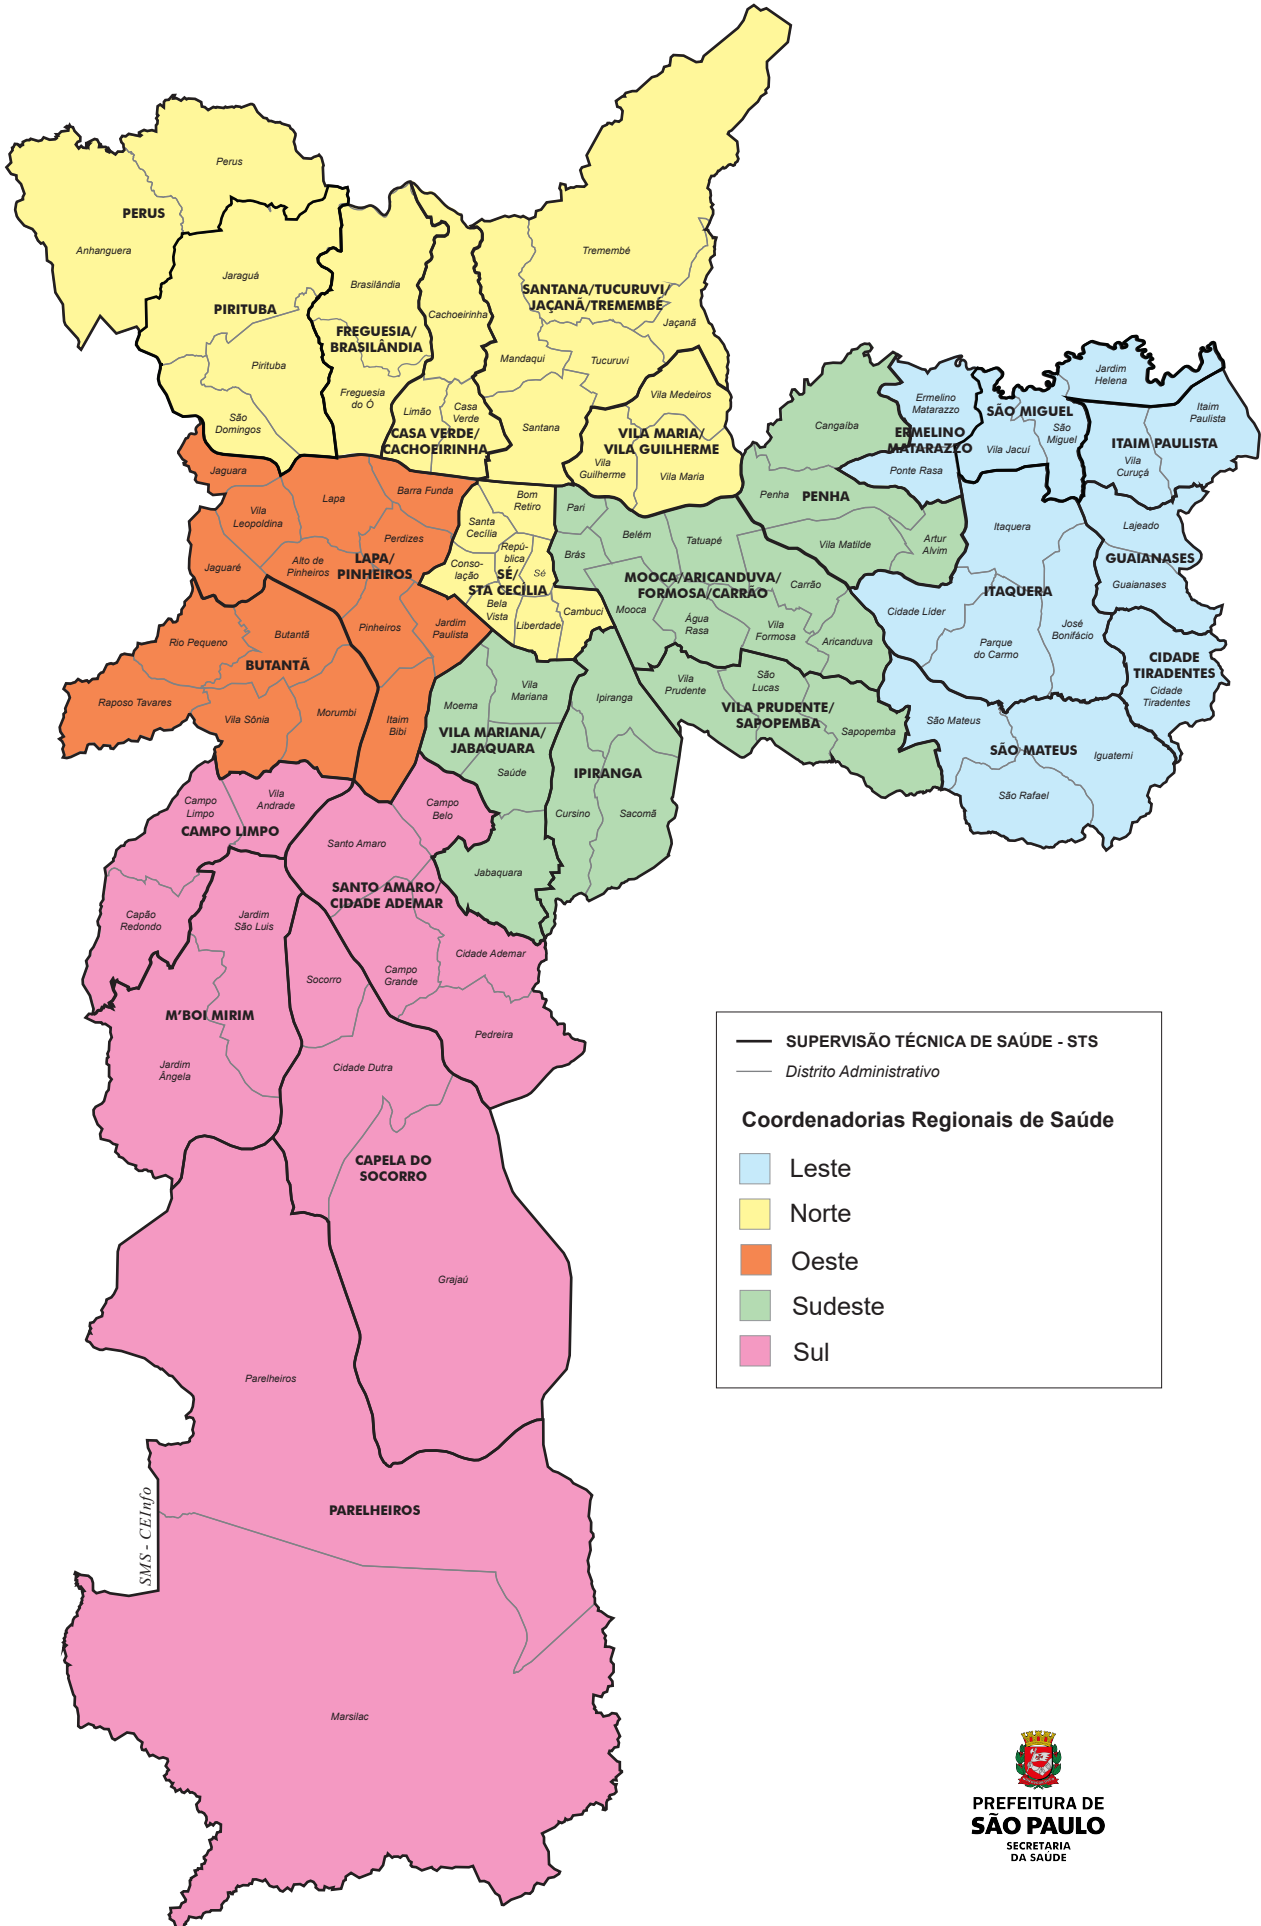 Perus
PERUS
Anhanguera
Jaraguá
PIRITUBA
Pirituba
São
Domingos
Brasilândia
FREGUESIA/
BRASILÂNDIA
Freguesia
do Ó
Cachoeirinha
Limão
Casa
Verde
CASA VERDE/
CACHOEIRINHA
Tremembé
SANTANA/TUCURUVI/
JAÇANÃ/TREMEMBÉ
Jaçanã
Mandaqui
Tucuruvi
Santana
Vila Medeiros
VILA MARIA/
VILA GUILHERME
Vila
Guilherme
Vila Maria
Cangaíba
Penha
PENHA
Vila Matilde
Artur
Alvim
Ermelino
Matarazzo
ERMELINO
MATARAZZO
Ponte Rasa
Jardim
Helena
SÃO MIGUEL
São
Miguel
Vila Jacuí
Itaim
Paulista
ITAIM PAULISTA
Vila
Curuçá
Lajeado
GUAIANASES
Guaianases
Itaquera
ITAQUERA
Cidade Líder
Parque
do Carmo
José
Bonifácio
CIDADE
TIRADENTES
Cidade
Tiradentes
São Mateus
SÃO MATEUS
Iguatemi
São Rafael
Jaguara
Lapa
Barra Funda
Vila
Leopoldina
Perdizes
Jaguaré
Alto de
Pinheiros
LAPA/
PINHEIROS
Pinheiros
Jardim
Paulista
Itaim
Bibi
Rio Pequeno
Butantã
BUTANTÃ
Raposo Tavares
Vila Sônia
Morumbi
Bom
Retiro
Santa
Cecília
Repú-
blica
Sé
Conso-
lação
SÉ/
STA CECÍLIA
Bela
Vista
Liberdade
Cambuci
Pari
Brás
Belém
Tatuapé
MOOCA/ARICANDUVA/
FORMOSA/CARRÃO
Carrão
Mooca
Água
Rasa
Vila
Formosa
Aricanduva
Vila
Prudente
São
Lucas
VILA PRUDENTE/
SAPOPEMBA
Sapopemba
Vila
Mariana
Moema
VILA MARIANA/
JABAQUARA
Saúde
Jabaquara
Ipiranga
IPIRANGA
Cursino
Sacomã
Campo
Limpo
Vila
Andrade
CAMPO LIMPO
Capão
Redondo
Campo
Belo
Santo Amaro
SANTO AMARO/
CIDADE ADEMAR
Campo
Grande
Cidade Ademar
Pedreira
Jardim
São Luis
M'BOI MIRIM
Jardim
Ângela
Socorro
Cidade Dutra
CAPELA DO
SOCORRO
Grajaú
Parelheiros
PARELHEIROS
Marsilac
SMS - CEInfo
SUPERVISÃO TÉCNICA DE SAÚDE - STS
Distrito Administrativo
Coordenadorias Regionais de Saúde
Leste
Norte
Oeste
Sudeste
Sul
PREFEITURA DE
SÃO PAULO
SECRETARIA
DA SAÚDE